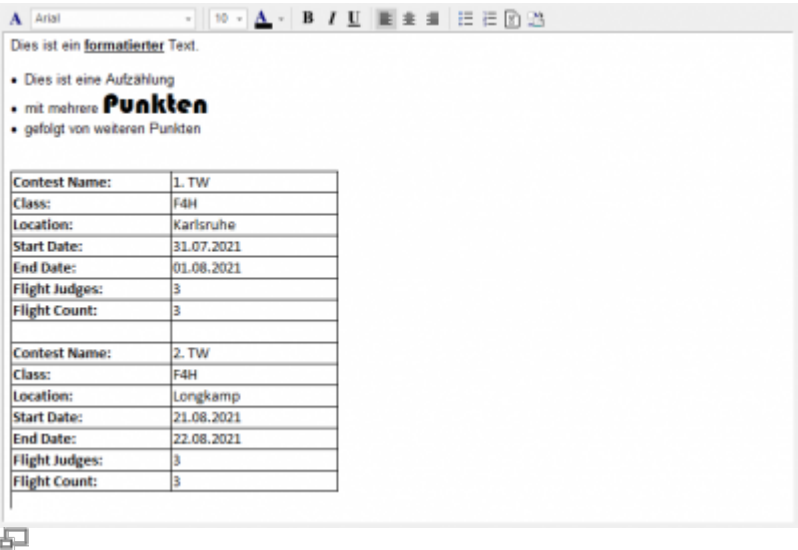 A Arial 10 A B I U
Dies ist ein formatierter Text.
• Dies ist eine Aufzählung
• mit mehrere Punkten
• gefolgt von weiteren Punkten
Contest Name: 1. TW
Class: F4H
Location: Karlsruhe
Start Date: 31.07.2021
End Date: 01.08.2021
Flight Judges: 3
Flight Count: 3
Contest Name: 2. TW
Class: F4H
Location: Longkamp
Start Date: 21.08.2021
End Date: 22.08.2021
Flight Judges: 3
Flight Count: 3